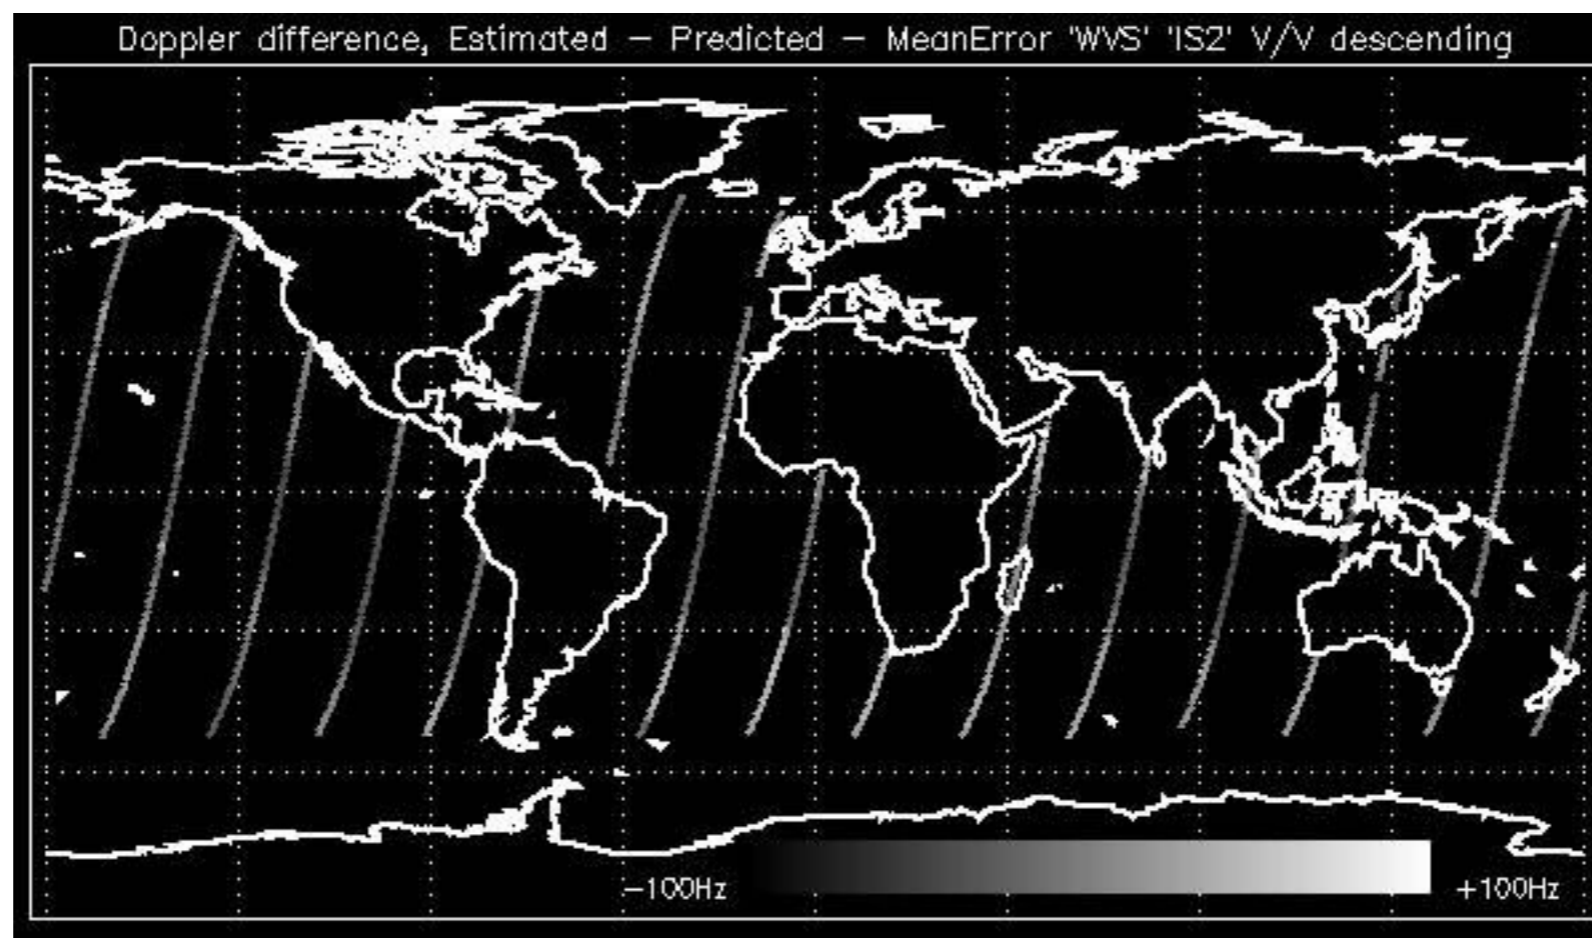 Doppler difference, Estimated – Predicted – MeanError 'WVS' 'IS2' V/V descending
–100Hz +100Hz